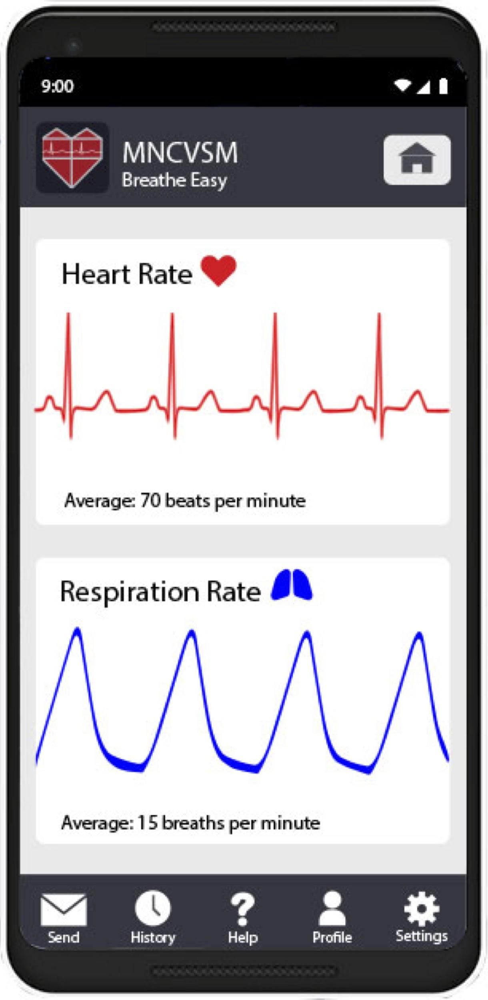 9:00
MNCVSM
Breathe Easy
Heart Rate
Average: 70 beats per minute
Respiration Rate
Average: 15 breaths per minute
Send
History
Help
Profile
Settings